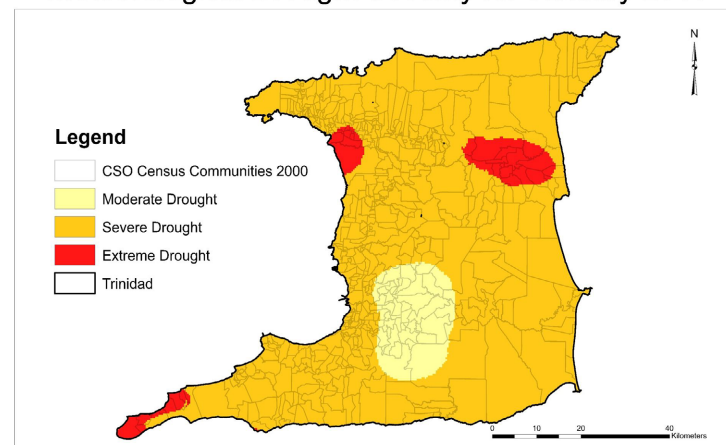 N
Legend
CSO Census Communities 2000
Moderate Drought
Severe Drought
Extreme Drought
Trinidad
0 10 20 40
Kilometers